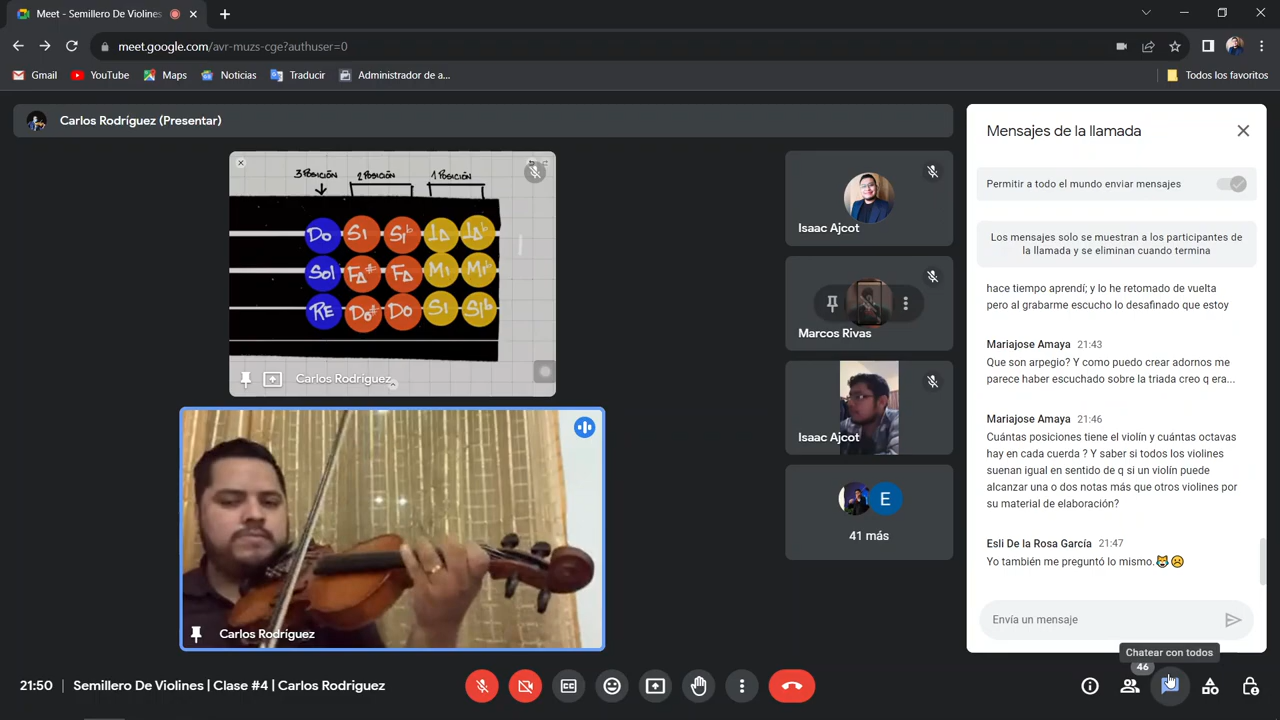 Meet - Semillero De Violines
meet.google.com/avr-muzs-cge?authuser=0
Gmail
YouTube
Maps
Noticias
Traducir
Administrador de a...
Todos los favoritos
Carlos Rodríguez (Presentar)
3 POSICIÓN
2 POSICIÓN
1 POSICIÓN
Do SI SIb LA LAb
Sol FA# FA MI MIb
RE Do# Do SI SIb
Carlos Rodríguez
Carlos Rodríguez
Isaac Ajcot
Marcos Rivas
Isaac Ajcot
E
41 más
Mensajes de la llamada
Permitir a todo el mundo enviar mensajes
Los mensajes solo se muestran a los participantes de
la llamada y se eliminan cuando termina
hace tiempo aprendí; y lo he retomado de vuelta
pero al grabarme escucho lo desafinado que estoy
Mariajose Amaya 21:43
Que son arpegio? Y como puedo crear adornos me
parece haber escuchado sobre la triada creo q era...
Mariajose Amaya 21:46
Cuántas posiciones tiene el violín y cuántas octavas
hay en cada cuerda ? Y saber si todos los violines
suenan igual en sentido de q si un violín puede
alcanzar una o dos notas más que otros violines por
su material de elaboración?
Esli De la Rosa García 21:47
Yo también me preguntó lo mismo.😹☹️
Envía un mensaje
Chatear con todos
46
21:50 | Semillero De Violines | Clase #4 | Carlos Rodriguez